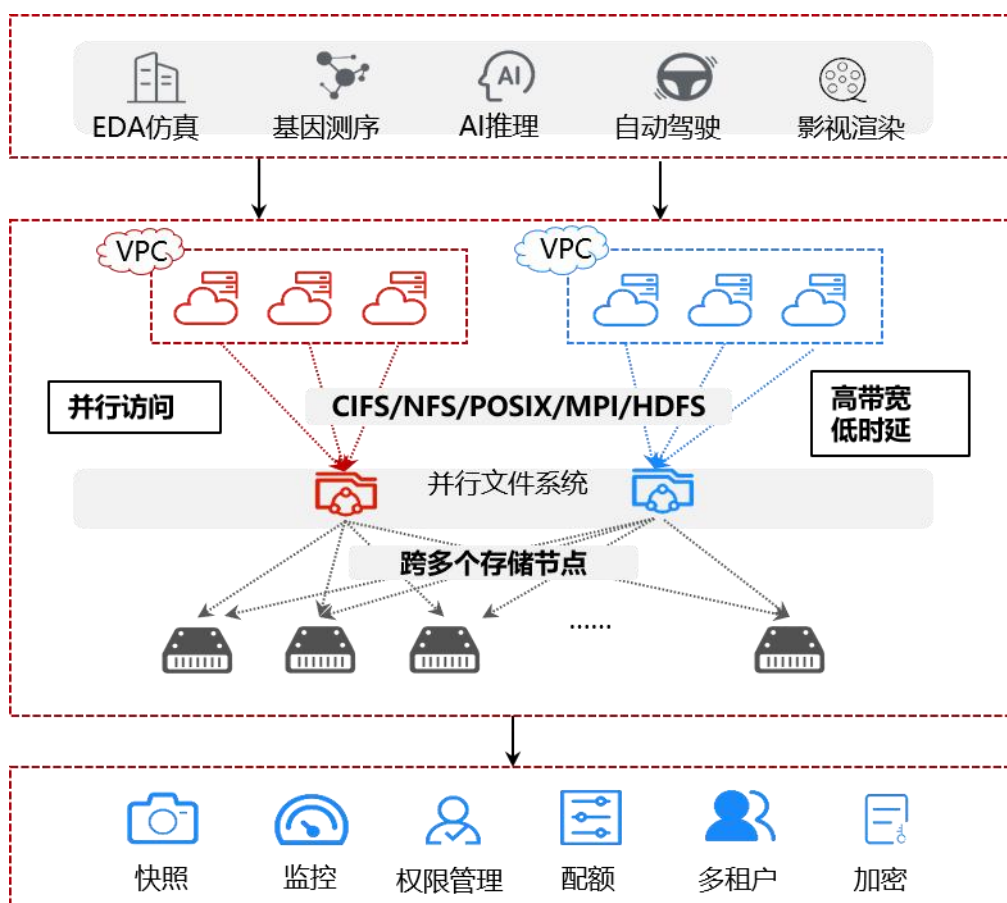 AI
EDA仿真
基因测序
AI推理
自动驾驶
影视渲染
VPC
VPC
并行访问
CIFS/NFS/POSIX/MPI/HDFS
高带宽
低时延
并行文件系统
跨多个存储节点
......
快照
监控
权限管理
配额
多租户
加密